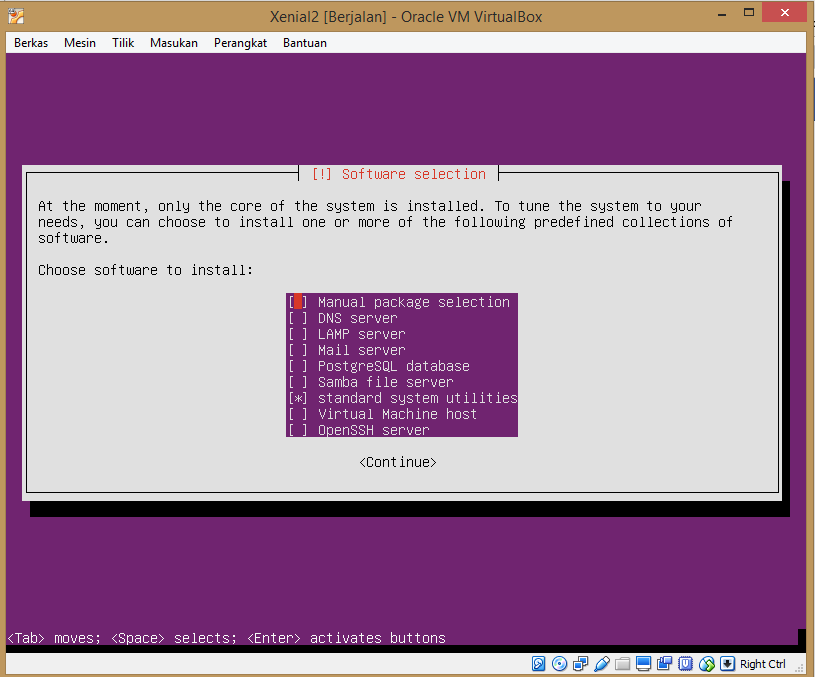 Xenial2 [Berjalan] - Oracle VM VirtualBox
Berkas Mesin Tilik Masukan Perangkat Bantuan
[!] Software selection
At the moment, only the core of the system is installed. To tune the system to your
needs, you can choose to install one or more of the following predefined collections of
software.
Choose software to install:
[ ] Manual package selection
[ ] DNS server
[ ] LAMP server
[ ] Mail server
[ ] PostgreSQL database
[ ] Samba file server
[*] standard system utilities
[ ] Virtual Machine host
[ ] OpenSSH server
<Continue>
<Tab> moves; <Space> selects; <Enter> activates buttons
Right Ctrl